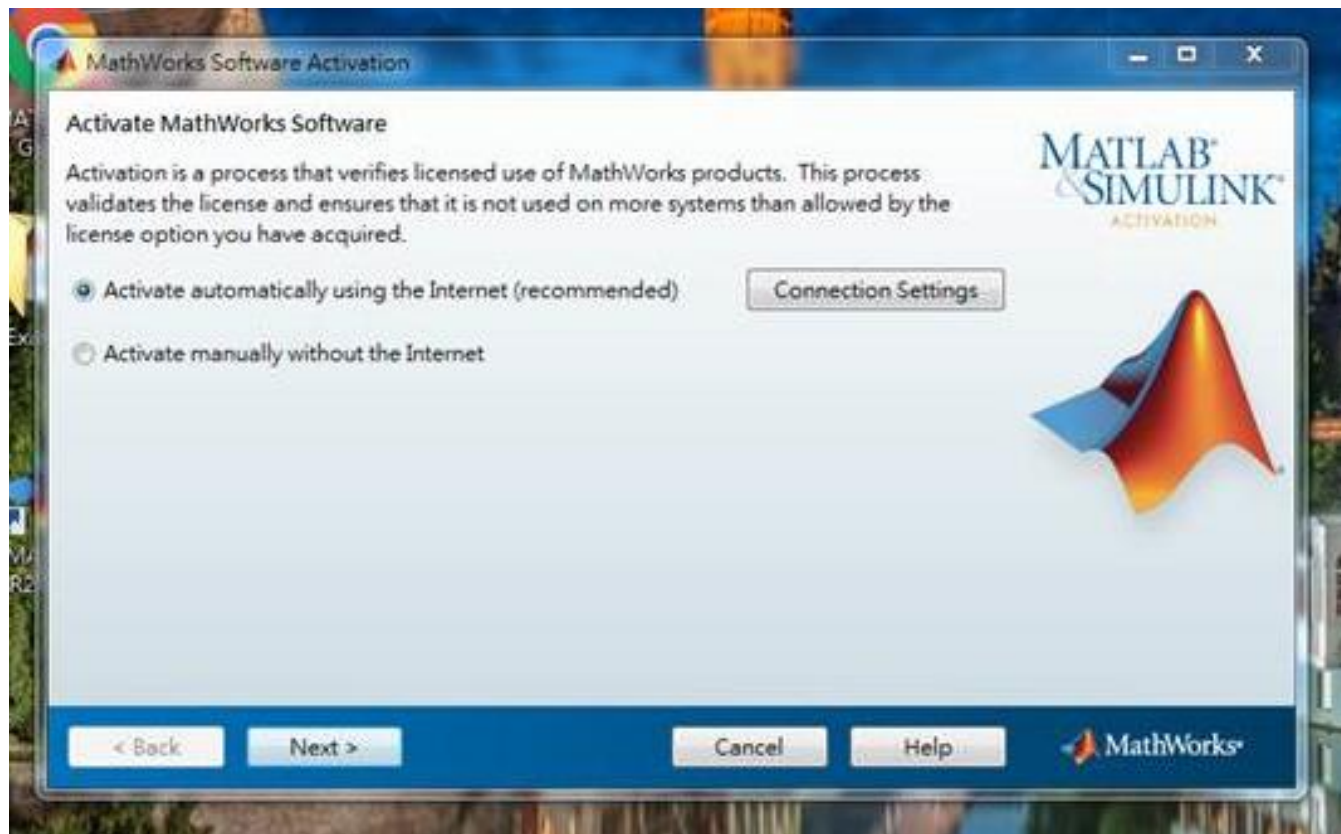 MathWorks Software Activation
Activate MathWorks Software
Activation is a process that verifies licensed use of MathWorks products. This process
validates the license and ensures that it is not used on more systems than allowed by the
license option you have acquired.
MATLAB®
&SIMULINK®
ACTIVATION
Activate automatically using the Internet (recommended)
Connection Settings
Activate manually without the Internet
< Back
Next >
Cancel
Help
MathWorks®